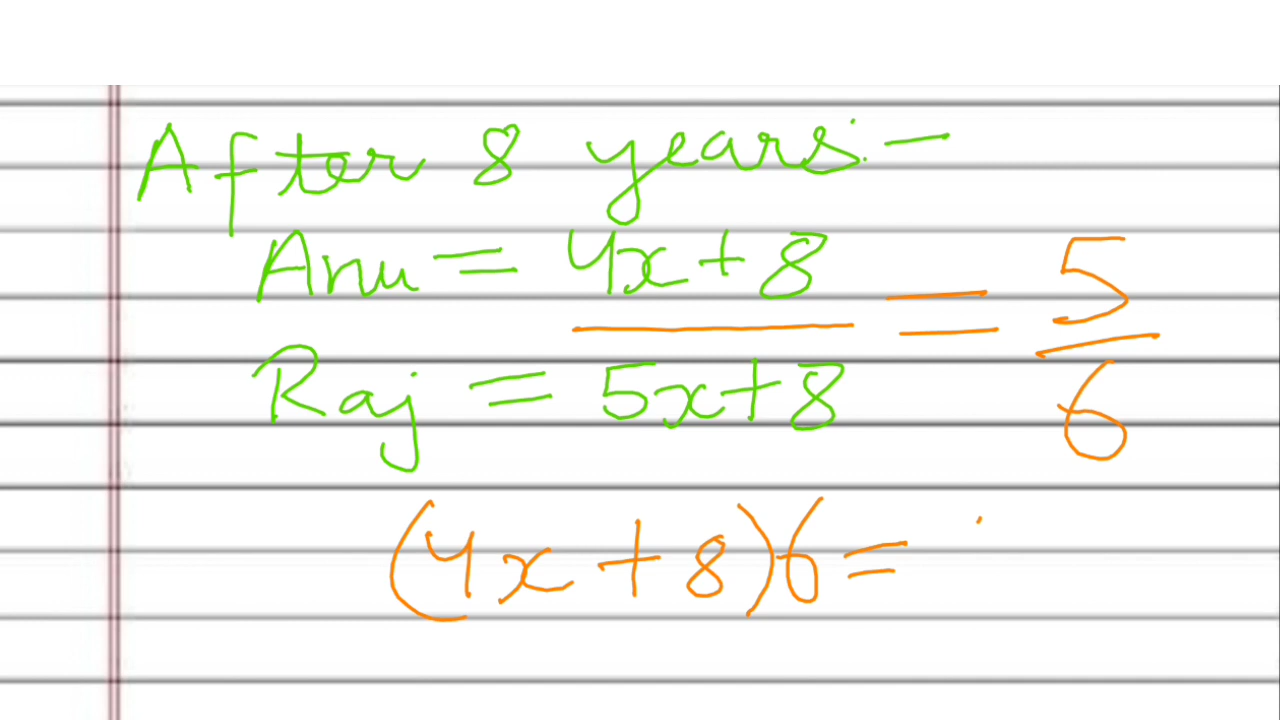 After 8 years:-
Anu = 4x+8
Raj = 5x+8
= 5/6
(4x+8)6=